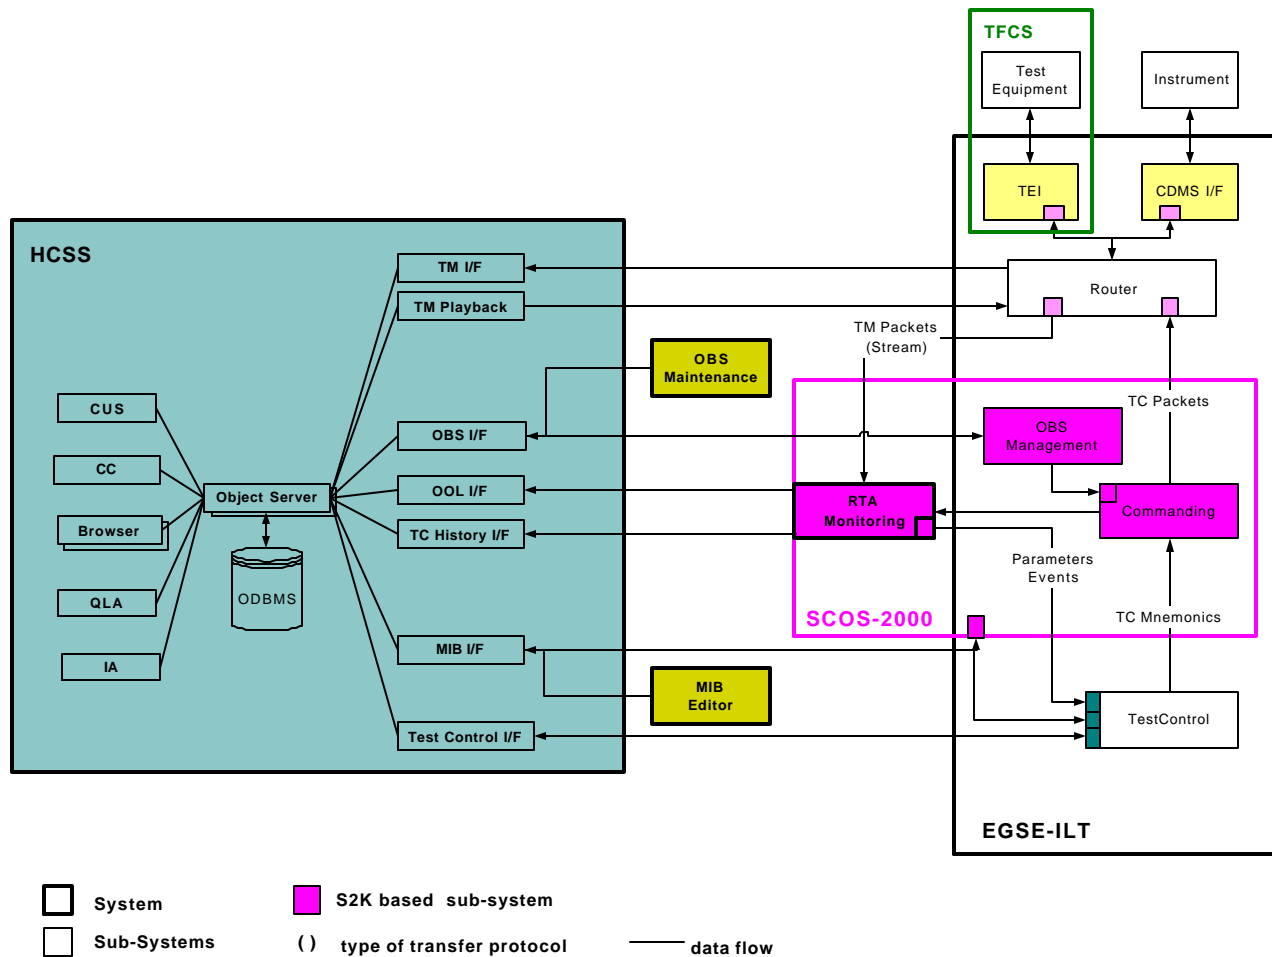 TFCS
Test
Equipment
Instrument
TEI
CDMS I/F
HCSS
TM I/F
Router
TM Playback
TM Packets
(Stream)
OBS
Maintenance
CUS
TC Packets
OBS I/F
OBS
Management
CC
Object Server
OOL I/F
RTA
Monitoring
Commanding
Browser
TC History I/F
Parameters
Events
ODBMS
QLA
SCOS-2000
TC Mnemonics
MIB I/F
IA
MIB
Editor
TestControl
Test Control I/F
EGSE-ILT
System
S2K based sub-system
Sub-Systems
( ) type of transfer protocol
data flow